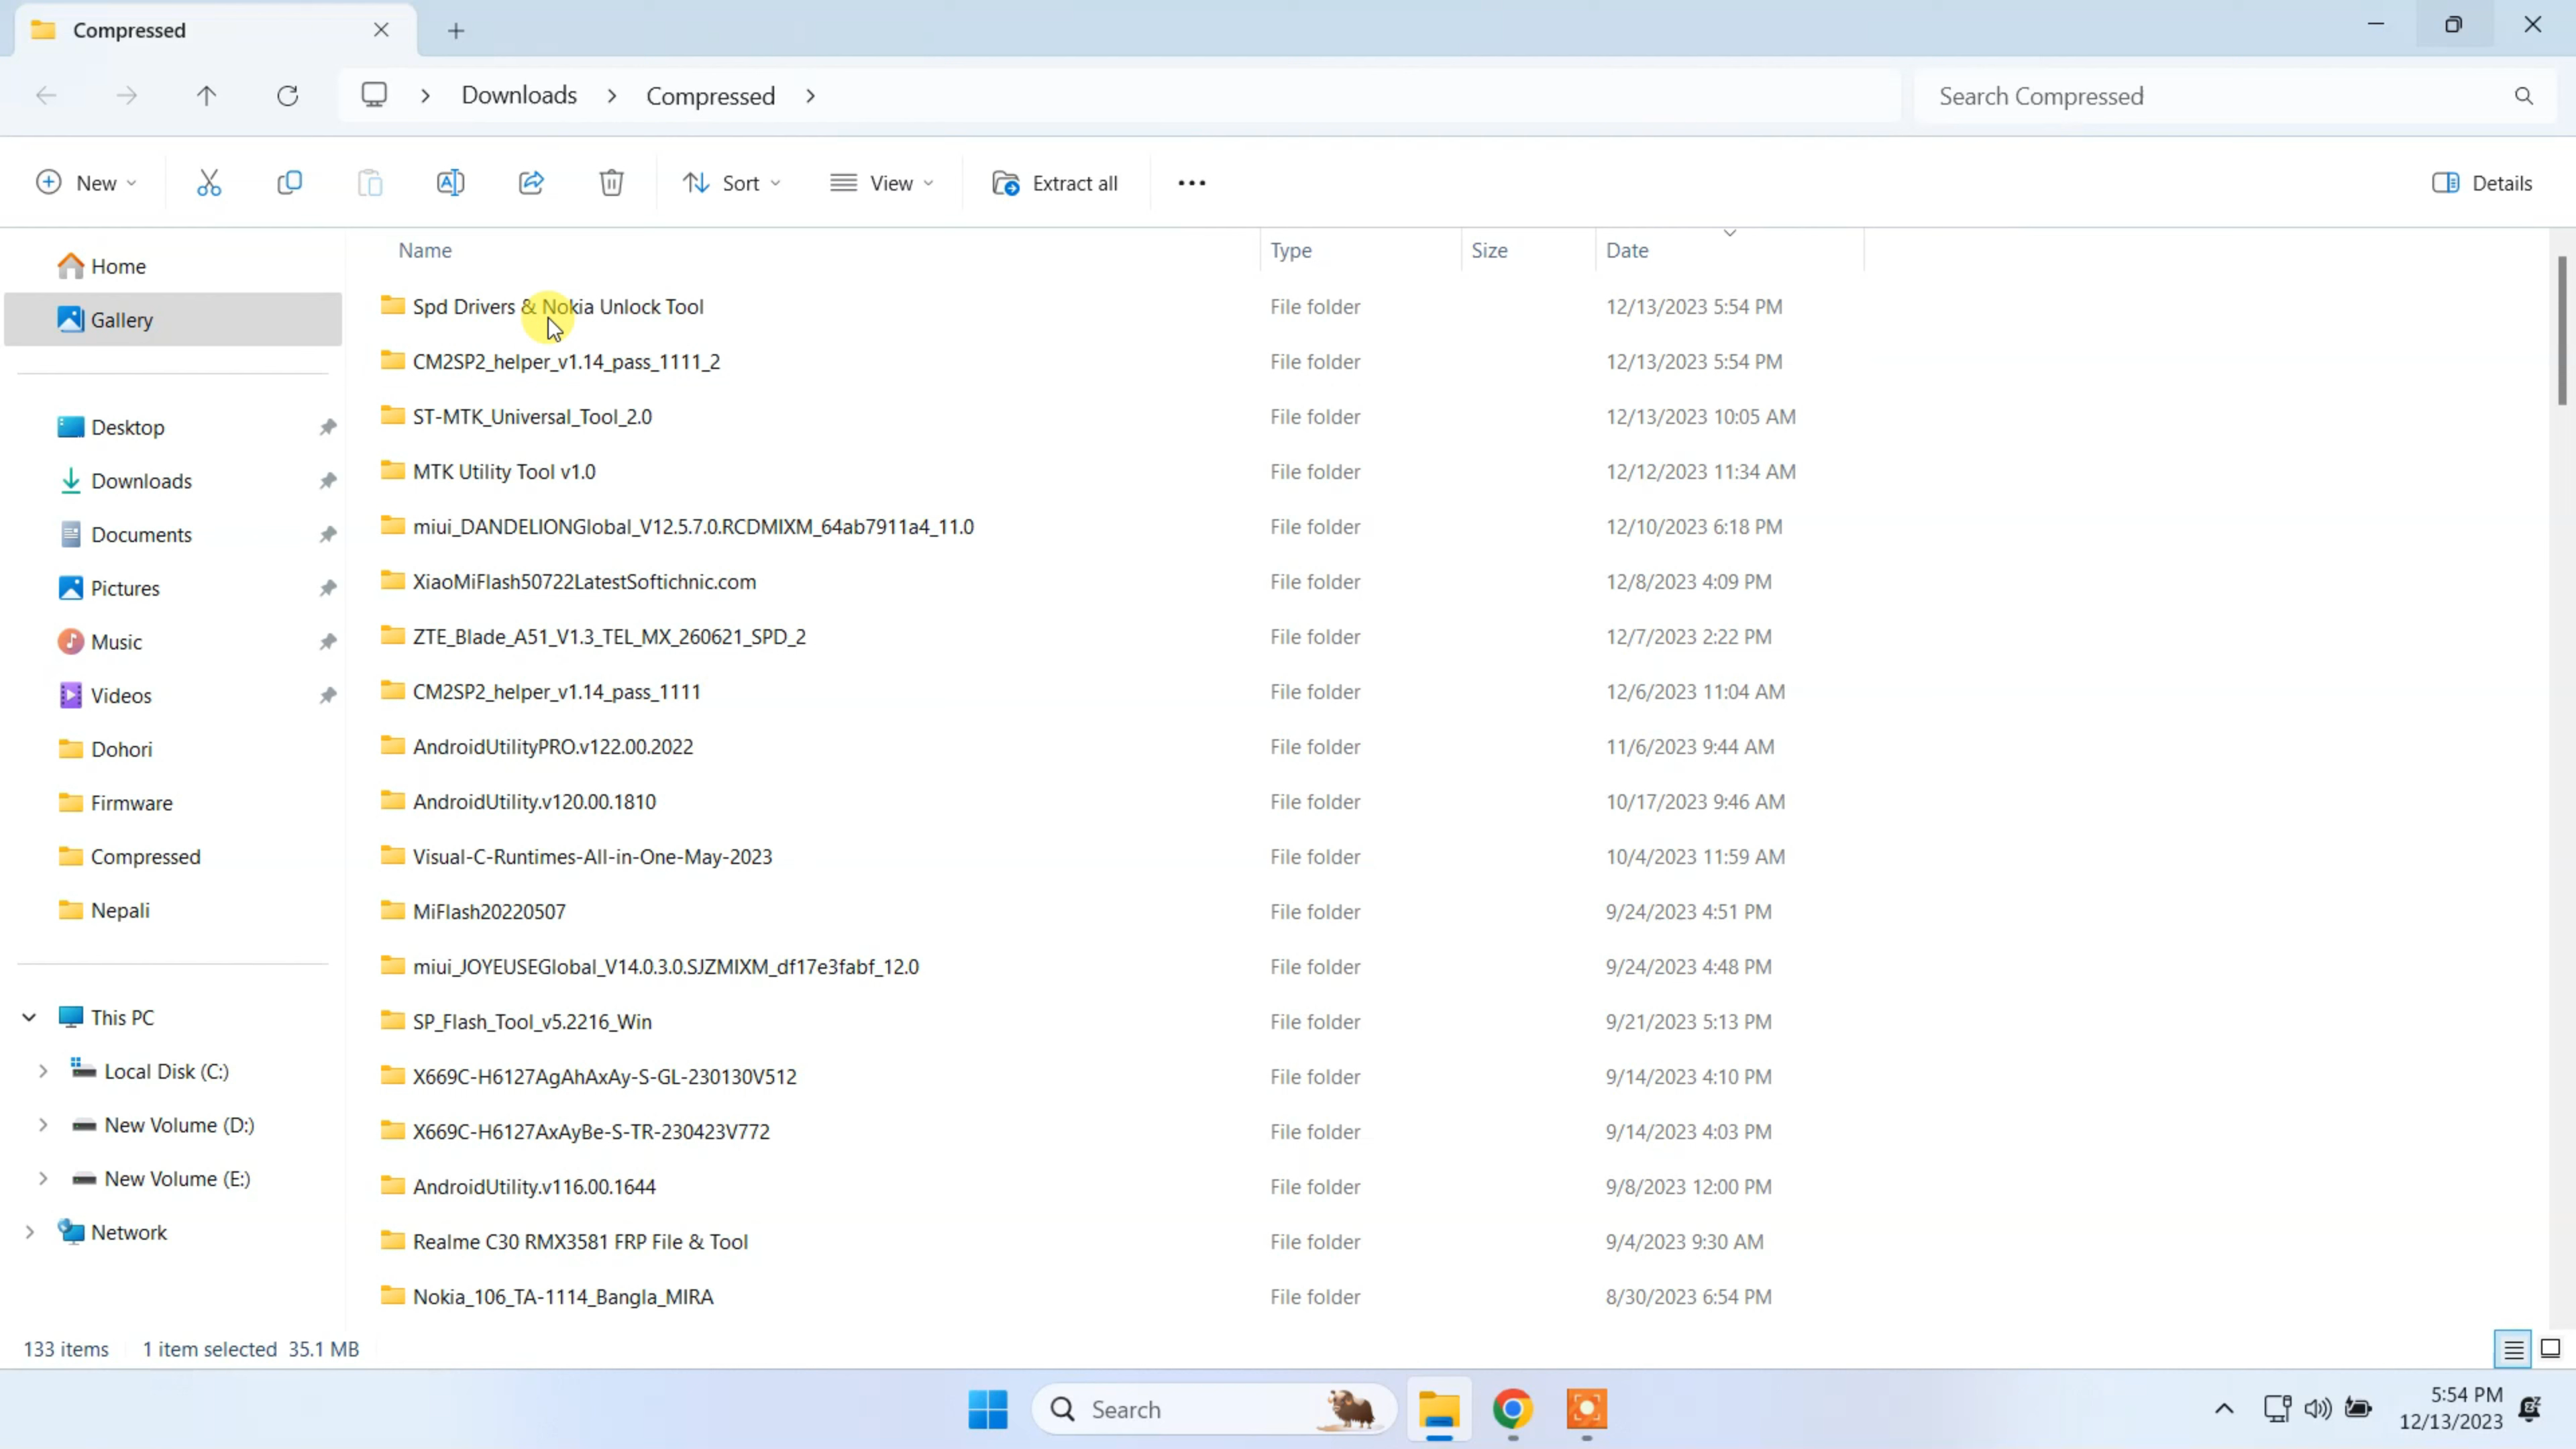 Compressed
Downloads Compressed
Search Compressed
New Sort View Extract all Details
Home
Gallery
Desktop
Downloads
Documents
Pictures
Music
Videos
Dohori
Firmware
Compressed
Nepali
This PC
Local Disk (C:)
New Volume (D:)
New Volume (E:)
Network
Name Type Size Date
Spd Drivers & Nokia Unlock Tool File folder 12/13/2023 5:54 PM
CM2SP2_helper_v1.14_pass_1111_2 File folder 12/13/2023 5:54 PM
ST-MTK_Universal_Tool_2.0 File folder 12/13/2023 10:05 AM
MTK Utility Tool v1.0 File folder 12/12/2023 11:34 AM
miui_DANDELIONGlobal_V12.5.7.0.RCDMIXM_64ab7911a4_11.0 File folder 12/10/2023 6:18 PM
XiaoMiFlash50722LatestSoftichnic.com File folder 12/8/2023 4:09 PM
ZTE_Blade_A51_V1.3_TEL_MX_260621_SPD_2 File folder 12/7/2023 2:22 PM
CM2SP2_helper_v1.14_pass_1111 File folder 12/6/2023 11:04 AM
AndroidUtilityPRO.v122.00.2022 File folder 11/6/2023 9:44 AM
AndroidUtility.v120.00.1810 File folder 10/17/2023 9:46 AM
Visual-C-Runtimes-All-in-One-May-2023 File folder 10/4/2023 11:59 AM
MiFlash20220507 File folder 9/24/2023 4:51 PM
miui_JOYEUSEGlobal_V14.0.3.0.SJZMIXM_df17e3fabf_12.0 File folder 9/24/2023 4:48 PM
SP_Flash_Tool_v5.2216_Win File folder 9/21/2023 5:13 PM
X669C-H6127AgAhAxAy-S-GL-230130V512 File folder 9/14/2023 4:10 PM
X669C-H6127AxAyBe-S-TR-230423V772 File folder 9/14/2023 4:03 PM
AndroidUtility.v116.00.1644 File folder 9/8/2023 12:00 PM
Realme C30 RMX3581 FRP File & Tool File folder 9/4/2023 9:30 AM
Nokia_106_TA-1114_Bangla_MIRA File folder 8/30/2023 6:54 PM
133 items 1 item selected 35.1 MB
Search
5:54 PM
12/13/2023